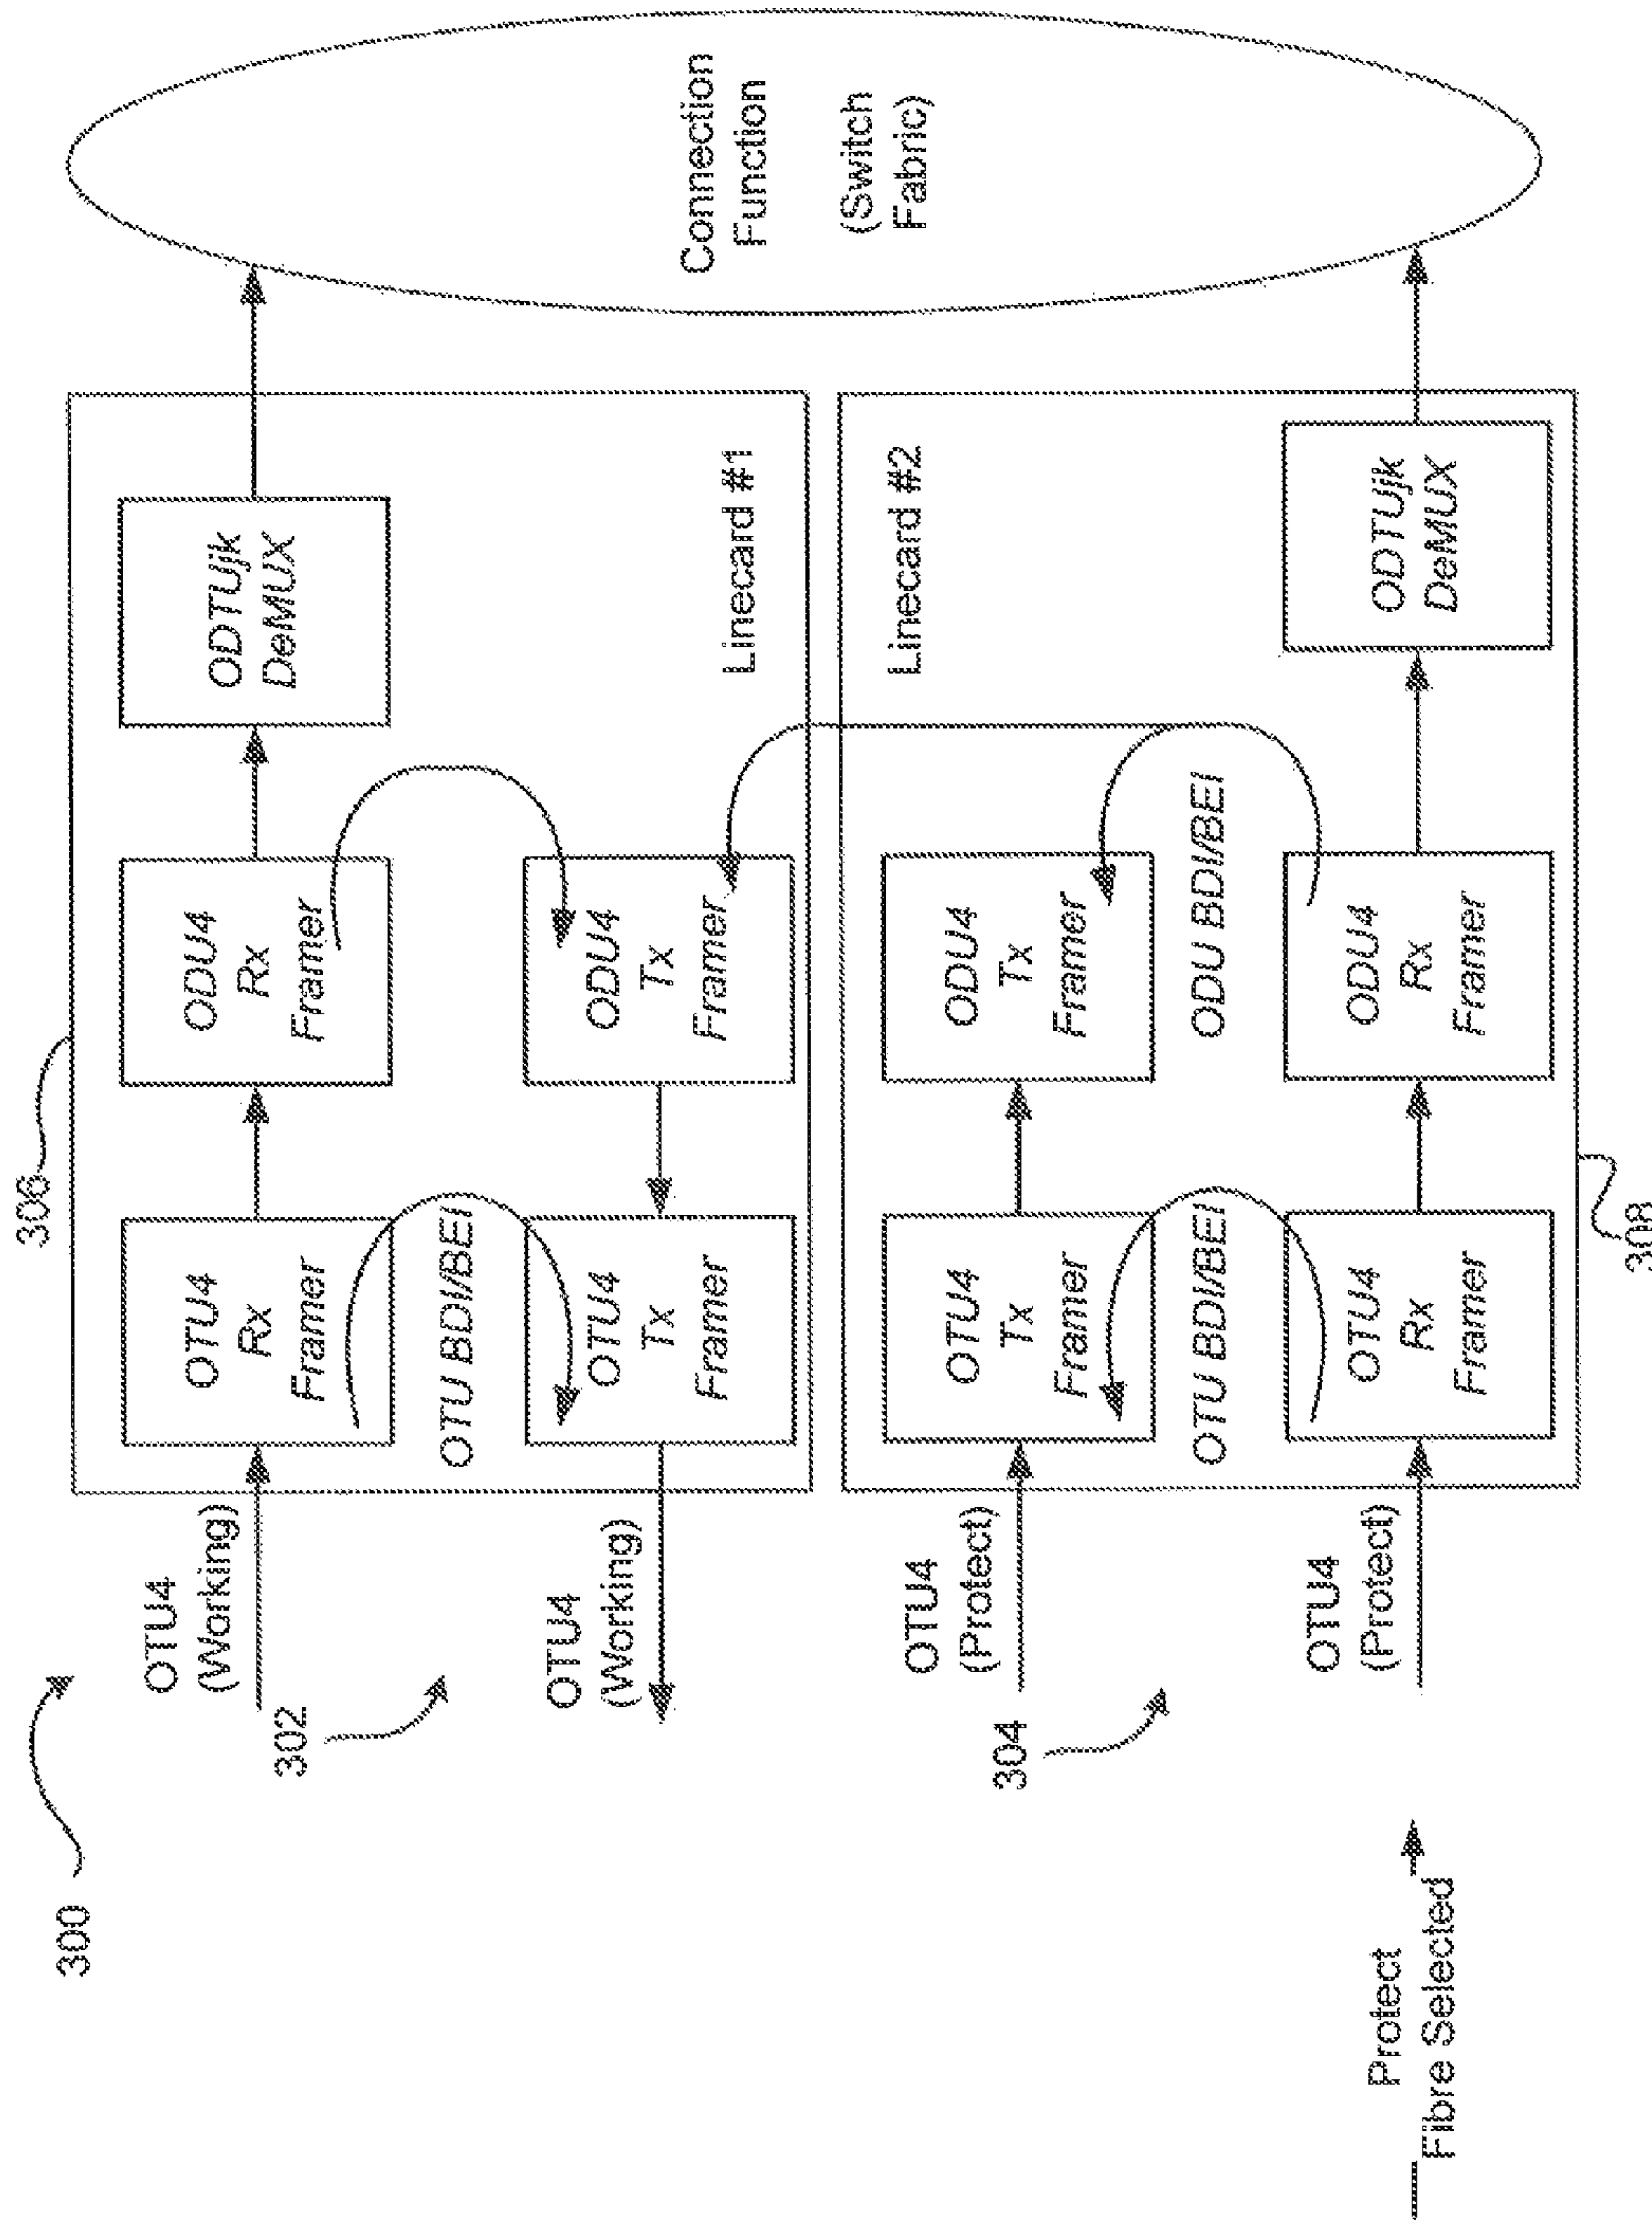 300
OTU4
(Working)
302
OTU4
(Working)
304
OTU4
(Protect)
OTU4
(Protect)
Protect
Fibre Selected
306
OTU4
Rx
Framer
OTU BDI/BEI
OTU4
Tx
Framer
ODU4
Rx
Framer
ODU4
Tx
Framer
ODTUjk
DeMUX
Linecard #1
Linecard #2
OTU4
Tx
Framer
OTU BDI/BEI
OTU4
Rx
Framer
ODU4
Tx
Framer
ODU BDI/BEI
ODU4
Rx
Framer
ODTUjk
DeMUX
308
Connection
Function
(Switch
Fabric)